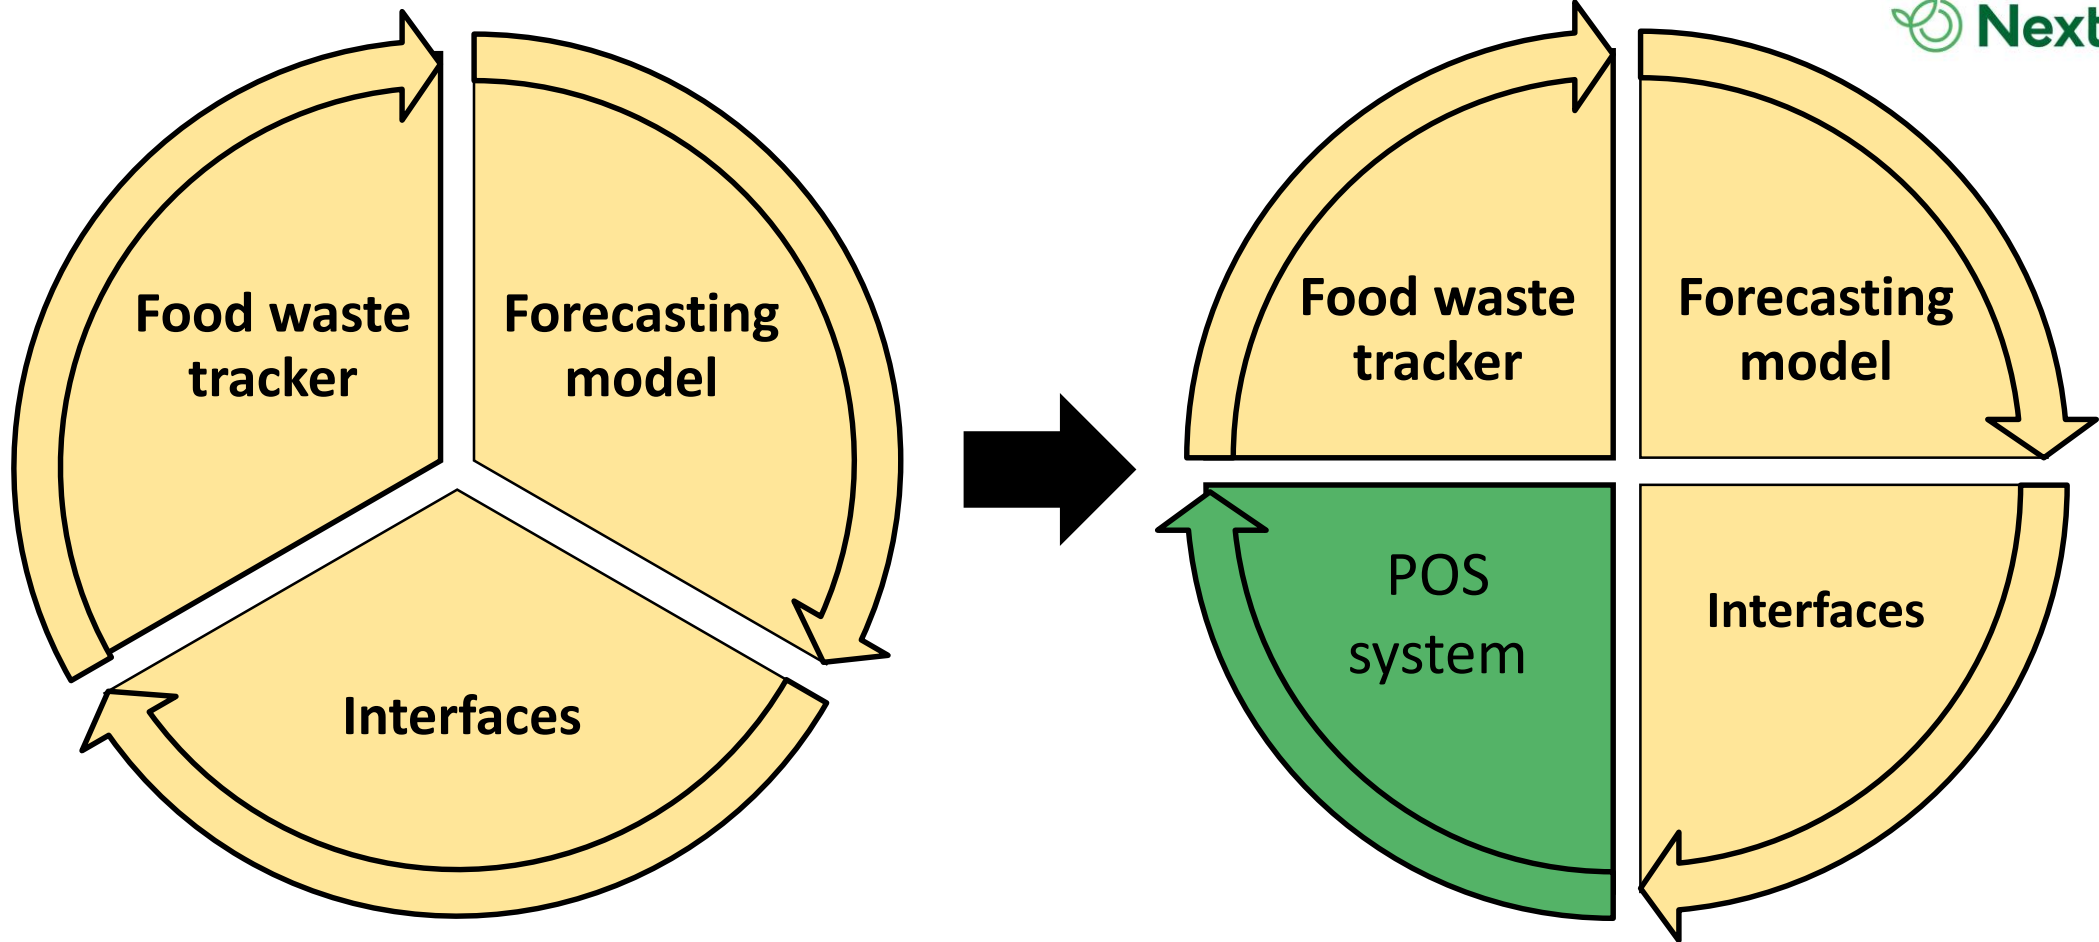 Next
Food waste
tracker
Forecasting
model
Interfaces
Food waste
tracker
Forecasting
model
POS
system
Interfaces